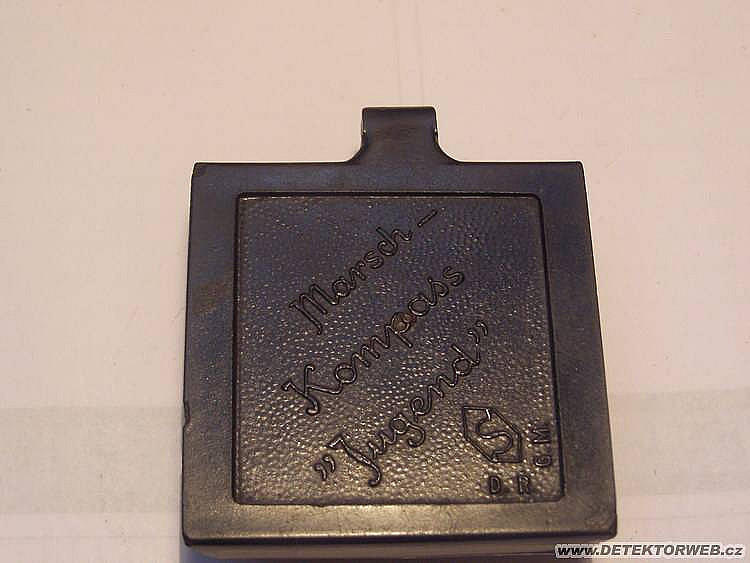 Marsch –
Kompass
„Jugend”
S
D R G M
www.DETEKTORWEB.cz